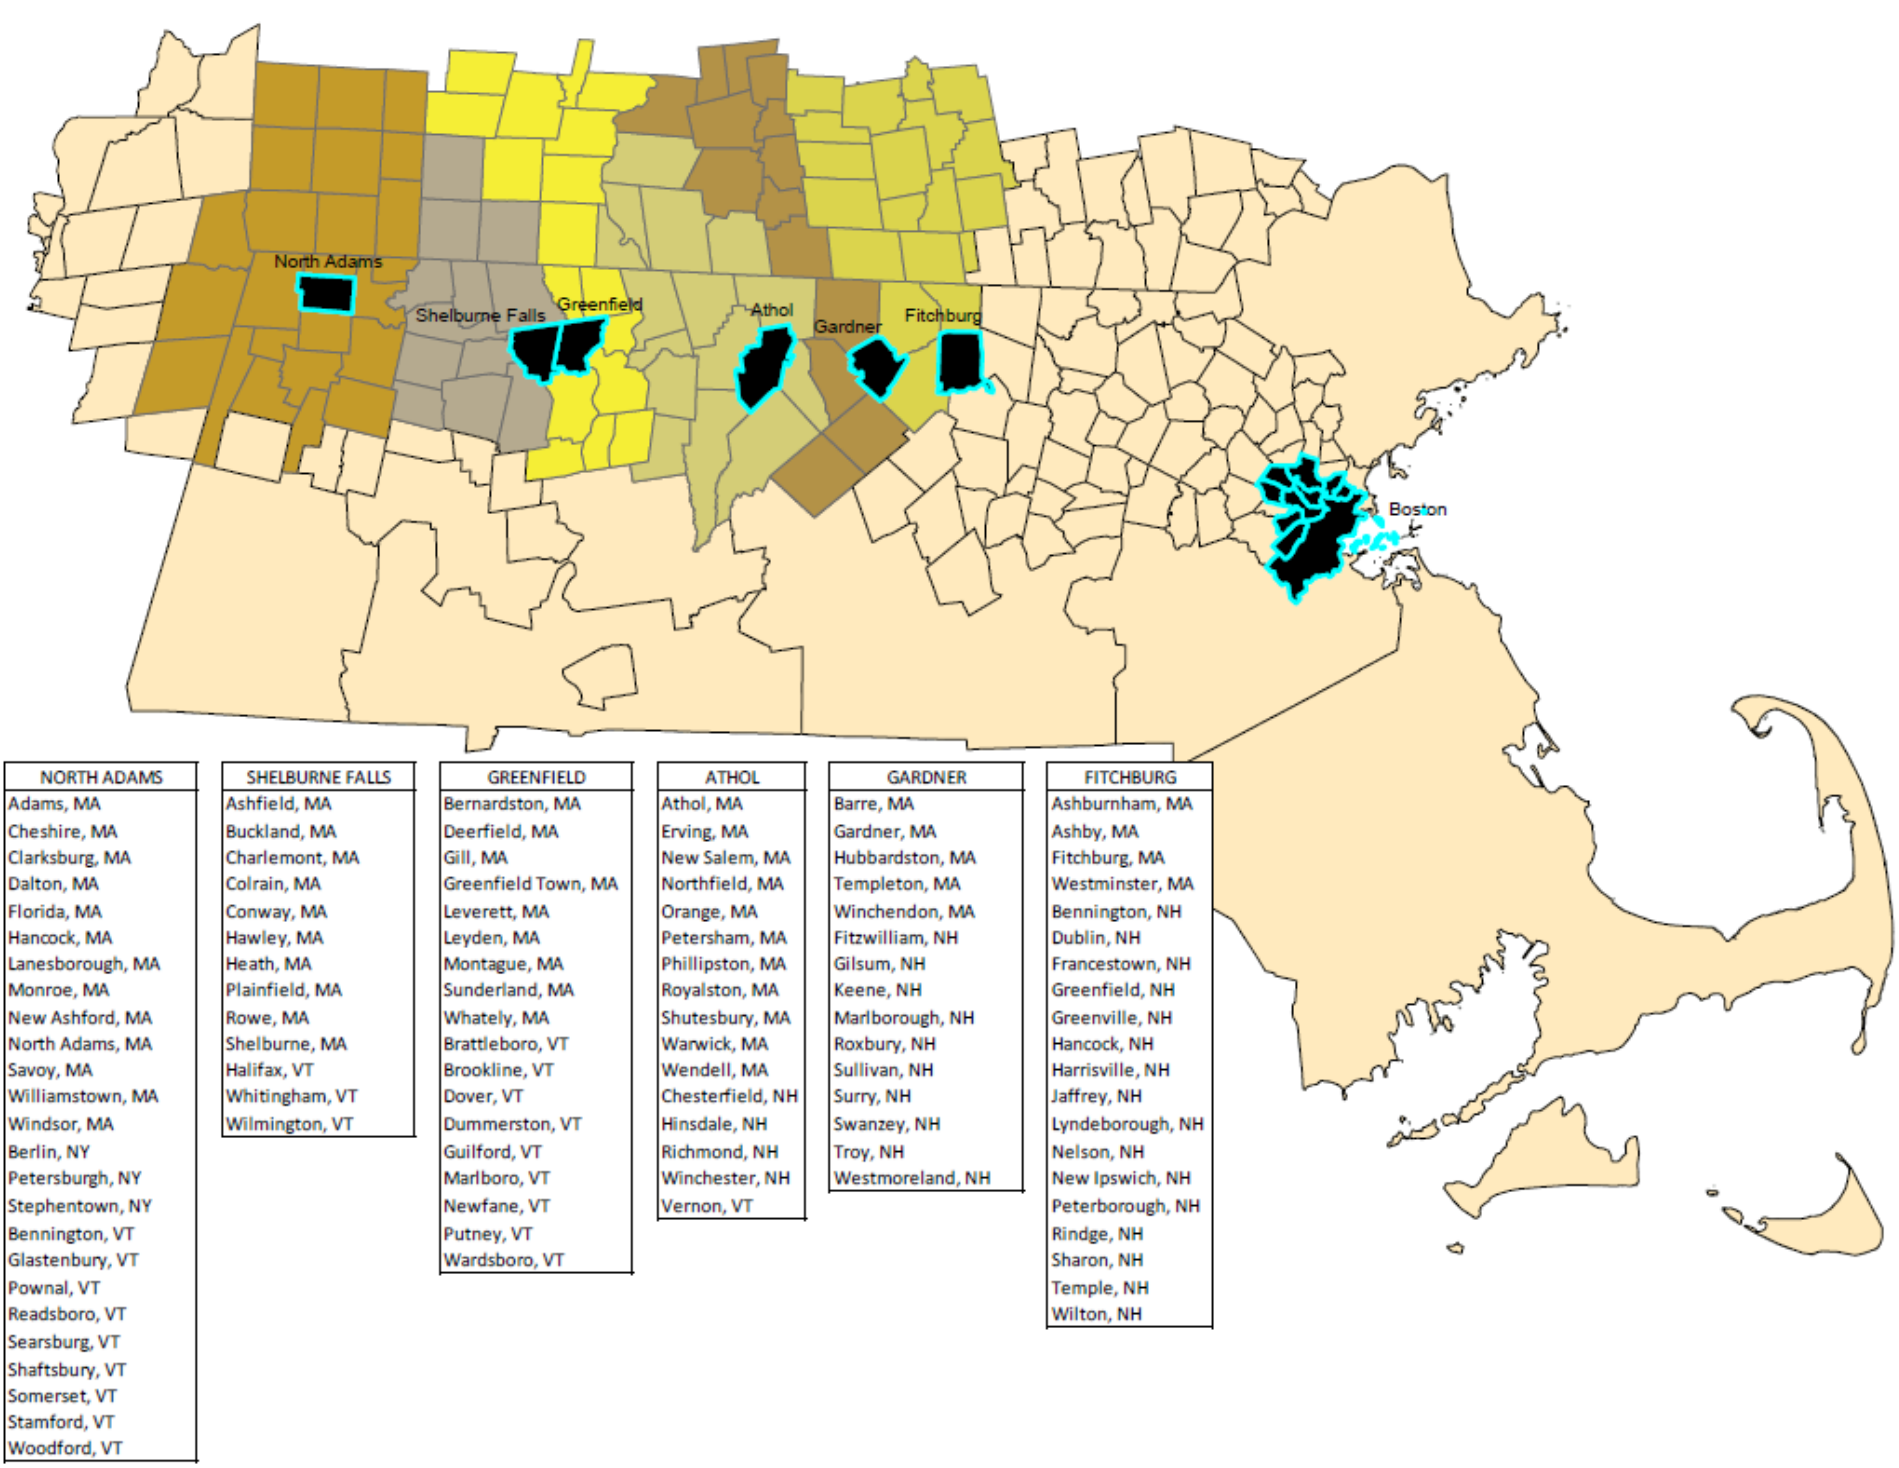 North Adams
Shelburne Falls
Greenfield
Athol
Gardner
Fitchburg
Boston
NORTH ADAMS
Adams, MA
Cheshire, MA
Clarksburg, MA
Dalton, MA
Florida, MA
Hancock, MA
Lanesborough, MA
Monroe, MA
New Ashford, MA
North Adams, MA
Savoy, MA
Williamstown, MA
Windsor, MA
Berlin, NY
Petersburgh, NY
Stephentown, NY
Bennington, VT
Glastenbury, VT
Pownal, VT
Readsboro, VT
Searsburg, VT
Shaftsbury, VT
Somerset, VT
Stamford, VT
Woodford, VT
SHELBURNE FALLS
Ashfield, MA
Buckland, MA
Charlemont, MA
Colrain, MA
Conway, MA
Hawley, MA
Heath, MA
Plainfield, MA
Rowe, MA
Shelburne, MA
Halifax, VT
Whitingham, VT
Wilmington, VT
GREENFIELD
Bernardston, MA
Deerfield, MA
Gill, MA
Greenfield Town, MA
Leverett, MA
Leyden, MA
Montague, MA
Sunderland, MA
Whately, MA
Brattleboro, VT
Brookline, VT
Dover, VT
Dummerston, VT
Guilford, VT
Marlboro, VT
Newfane, VT
Putney, VT
Wardsboro, VT
ATHOL
Athol, MA
Erving, MA
New Salem, MA
Northfield, MA
Orange, MA
Petersham, MA
Phillipston, MA
Royalston, MA
Shutesbury, MA
Warwick, MA
Wendell, MA
Chesterfield, NH
Hinsdale, NH
Richmond, NH
Winchester, NH
Vernon, VT
GARDNER
Barre, MA
Gardner, MA
Hubbardston, MA
Templeton, MA
Winchendon, MA
Fitzwilliam, NH
Gilsum, NH
Keene, NH
Marlborough, NH
Roxbury, NH
Sullivan, NH
Surry, NH
Swanzey, NH
Troy, NH
Westmoreland, NH
FITCHBURG
Ashburnham, MA
Ashby, MA
Fitchburg, MA
Westminster, MA
Bennington, NH
Dublin, NH
Francestown, NH
Greenfield, NH
Greenville, NH
Hancock, NH
Harrisville, NH
Jaffrey, NH
Lyndeborough, NH
Nelson, NH
New Ipswich, NH
Peterborough, NH
Rindge, NH
Sharon, NH
Temple, NH
Wilton, NH